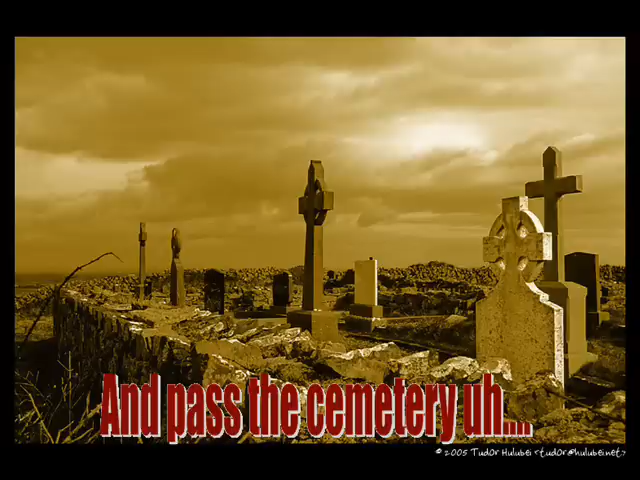 And pass the cemetery uh....
© 2005 Tudor Hulubei <tudor@hulubei.net>